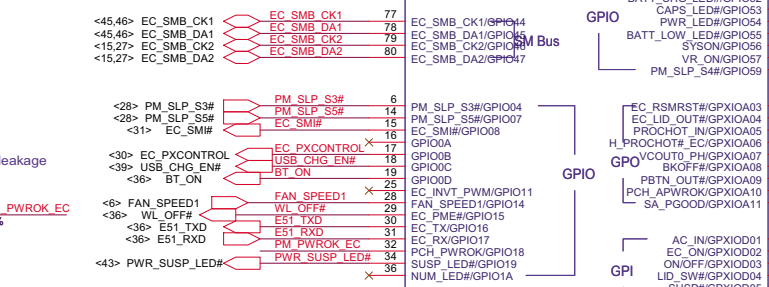 <45,46> EC_SMB_CK1 EC_SMB_CK1 77 EC_SMB_CK1/GPIO44
<45,46> EC_SMB_DA1 EC_SMB_DA1 78 EC_SMB_DA1/GPIO45
<15,27> EC_SMB_CK2 EC_SMB_CK2 79 EC_SMB_CK2/GPIO46
<15,27> EC_SMB_DA2 EC_SMB_DA2 80 EC_SMB_DA2/GPIO47
SM Bus
GPIO
CAPS_LED#/GPIO53
PWR_LED#/GPIO54
BATT_LOW_LED#/GPIO55
SYSON/GPIO56
VR_ON/GPIO57
PM_SLP_S4#/GPIO59
<28> PM_SLP_S3# PM_SLP_S3# 6 PM_SLP_S3#/GPIO04
<28> PM_SLP_S5# PM_SLP_S5# 14 PM_SLP_S5#/GPIO07
<31> EC_SMI# EC_SMI# 15 EC_SMI#/GPIO08
16 GPIO0A
<30> EC_PXCONTROL EC_PXCONTROL 17 GPIO0B
<39> USB_CHG_EN# USB_CHG_EN# 18 GPIO0C
<36> BT_ON BT_ON 19 GPIO0D
25 EC_INVT_PWM/GPIO11
<6> FAN_SPEED1 FAN_SPEED1 28 FAN_SPEED1/GPIO14
<36> WL_OFF# WL_OFF# 29 EC_PME#/GPIO15
<36> E51_TXD E51_TXD 30 EC_TX/GPIO16
<36> E51_RXD E51_RXD 31 EC_RX/GPIO17
PM_PWROK_EC 32 PCH_PWROK/GPIO18
<43> PWR_SUSP_LED# PWR_SUSP_LED# 34 SUSP_LED#/GPIO19
36 NUM_LED#/GPIO1A
GPIO
leakage
_PWROK_EC
%
EC_RSMRST#/GPXIOA03
EC_LID_OUT#/GPXIOA04
PROCHOT_IN/GPXIOA05
H_PROCHOT#_EC/GPXIOA06
VCOUT0_PH/GPXIOA07
BKOFF#/GPXIOA08
PBTN_OUT#/GPXIOA09
PCH_APWROK/GPXIOA10
SA_PGOOD/GPXIOA11
GPO
AC_IN/GPXIOD01
EC_ON/GPXIOD02
ON/OFF/GPXIOD03
LID_SW#/GPXIOD04
GPI